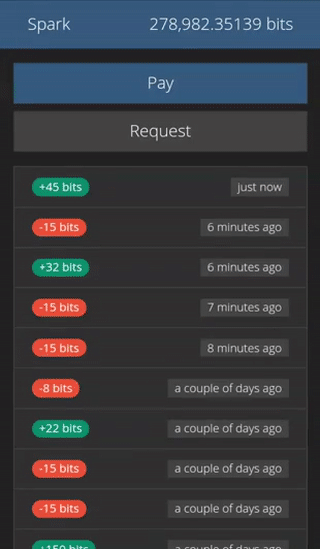 Spark 278,982.35139 bits
Pay
Request
+45 bits just now
-15 bits 6 minutes ago
+32 bits 6 minutes ago
-15 bits 7 minutes ago
-15 bits 8 minutes ago
-8 bits a couple of days ago
+22 bits a couple of days ago
-15 bits a couple of days ago
-15 bits a couple of days ago
+150 bits a couple of days ago